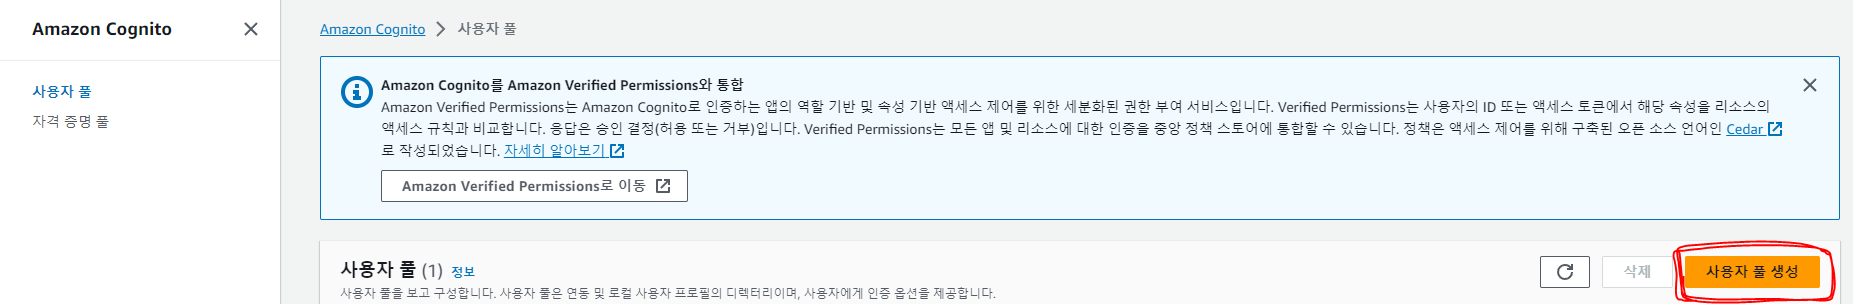 Amazon Cognito
사용자 풀
자격 증명 풀
Amazon Cognito > 사용자 풀
Amazon Cognito를 Amazon Verified Permissions와 통합
Amazon Verified Permissions는 Amazon Cognito로 인증하는 앱의 역할 기반 및 속성 기반 액세스 제어를 위한 세분화된 권한 부여 서비스입니다. Verified Permissions는 사용자의 ID 또는 액세스 토큰에서 해당 속성을 리소스의
액세스 규칙과 비교합니다. 응답은 승인 결정(허용 또는 거부)입니다. Verified Permissions는 모든 앱 및 리소스에 대한 인증을 중앙 정책 스토어에 통합할 수 있습니다. 정책은 액세스 제어를 위해 구축된 오픈 소스 언어인 Cedar
로 작성되었습니다. 자세히 알아보기
Amazon Verified Permissions로 이동
사용자 풀 (1) 정보
사용자 풀을 보고 구성합니다. 사용자 풀은 연동 및 로컬 사용자 프로필의 디렉터리이며, 사용자에게 인증 옵션을 제공합니다.
삭제
사용자 풀 생성